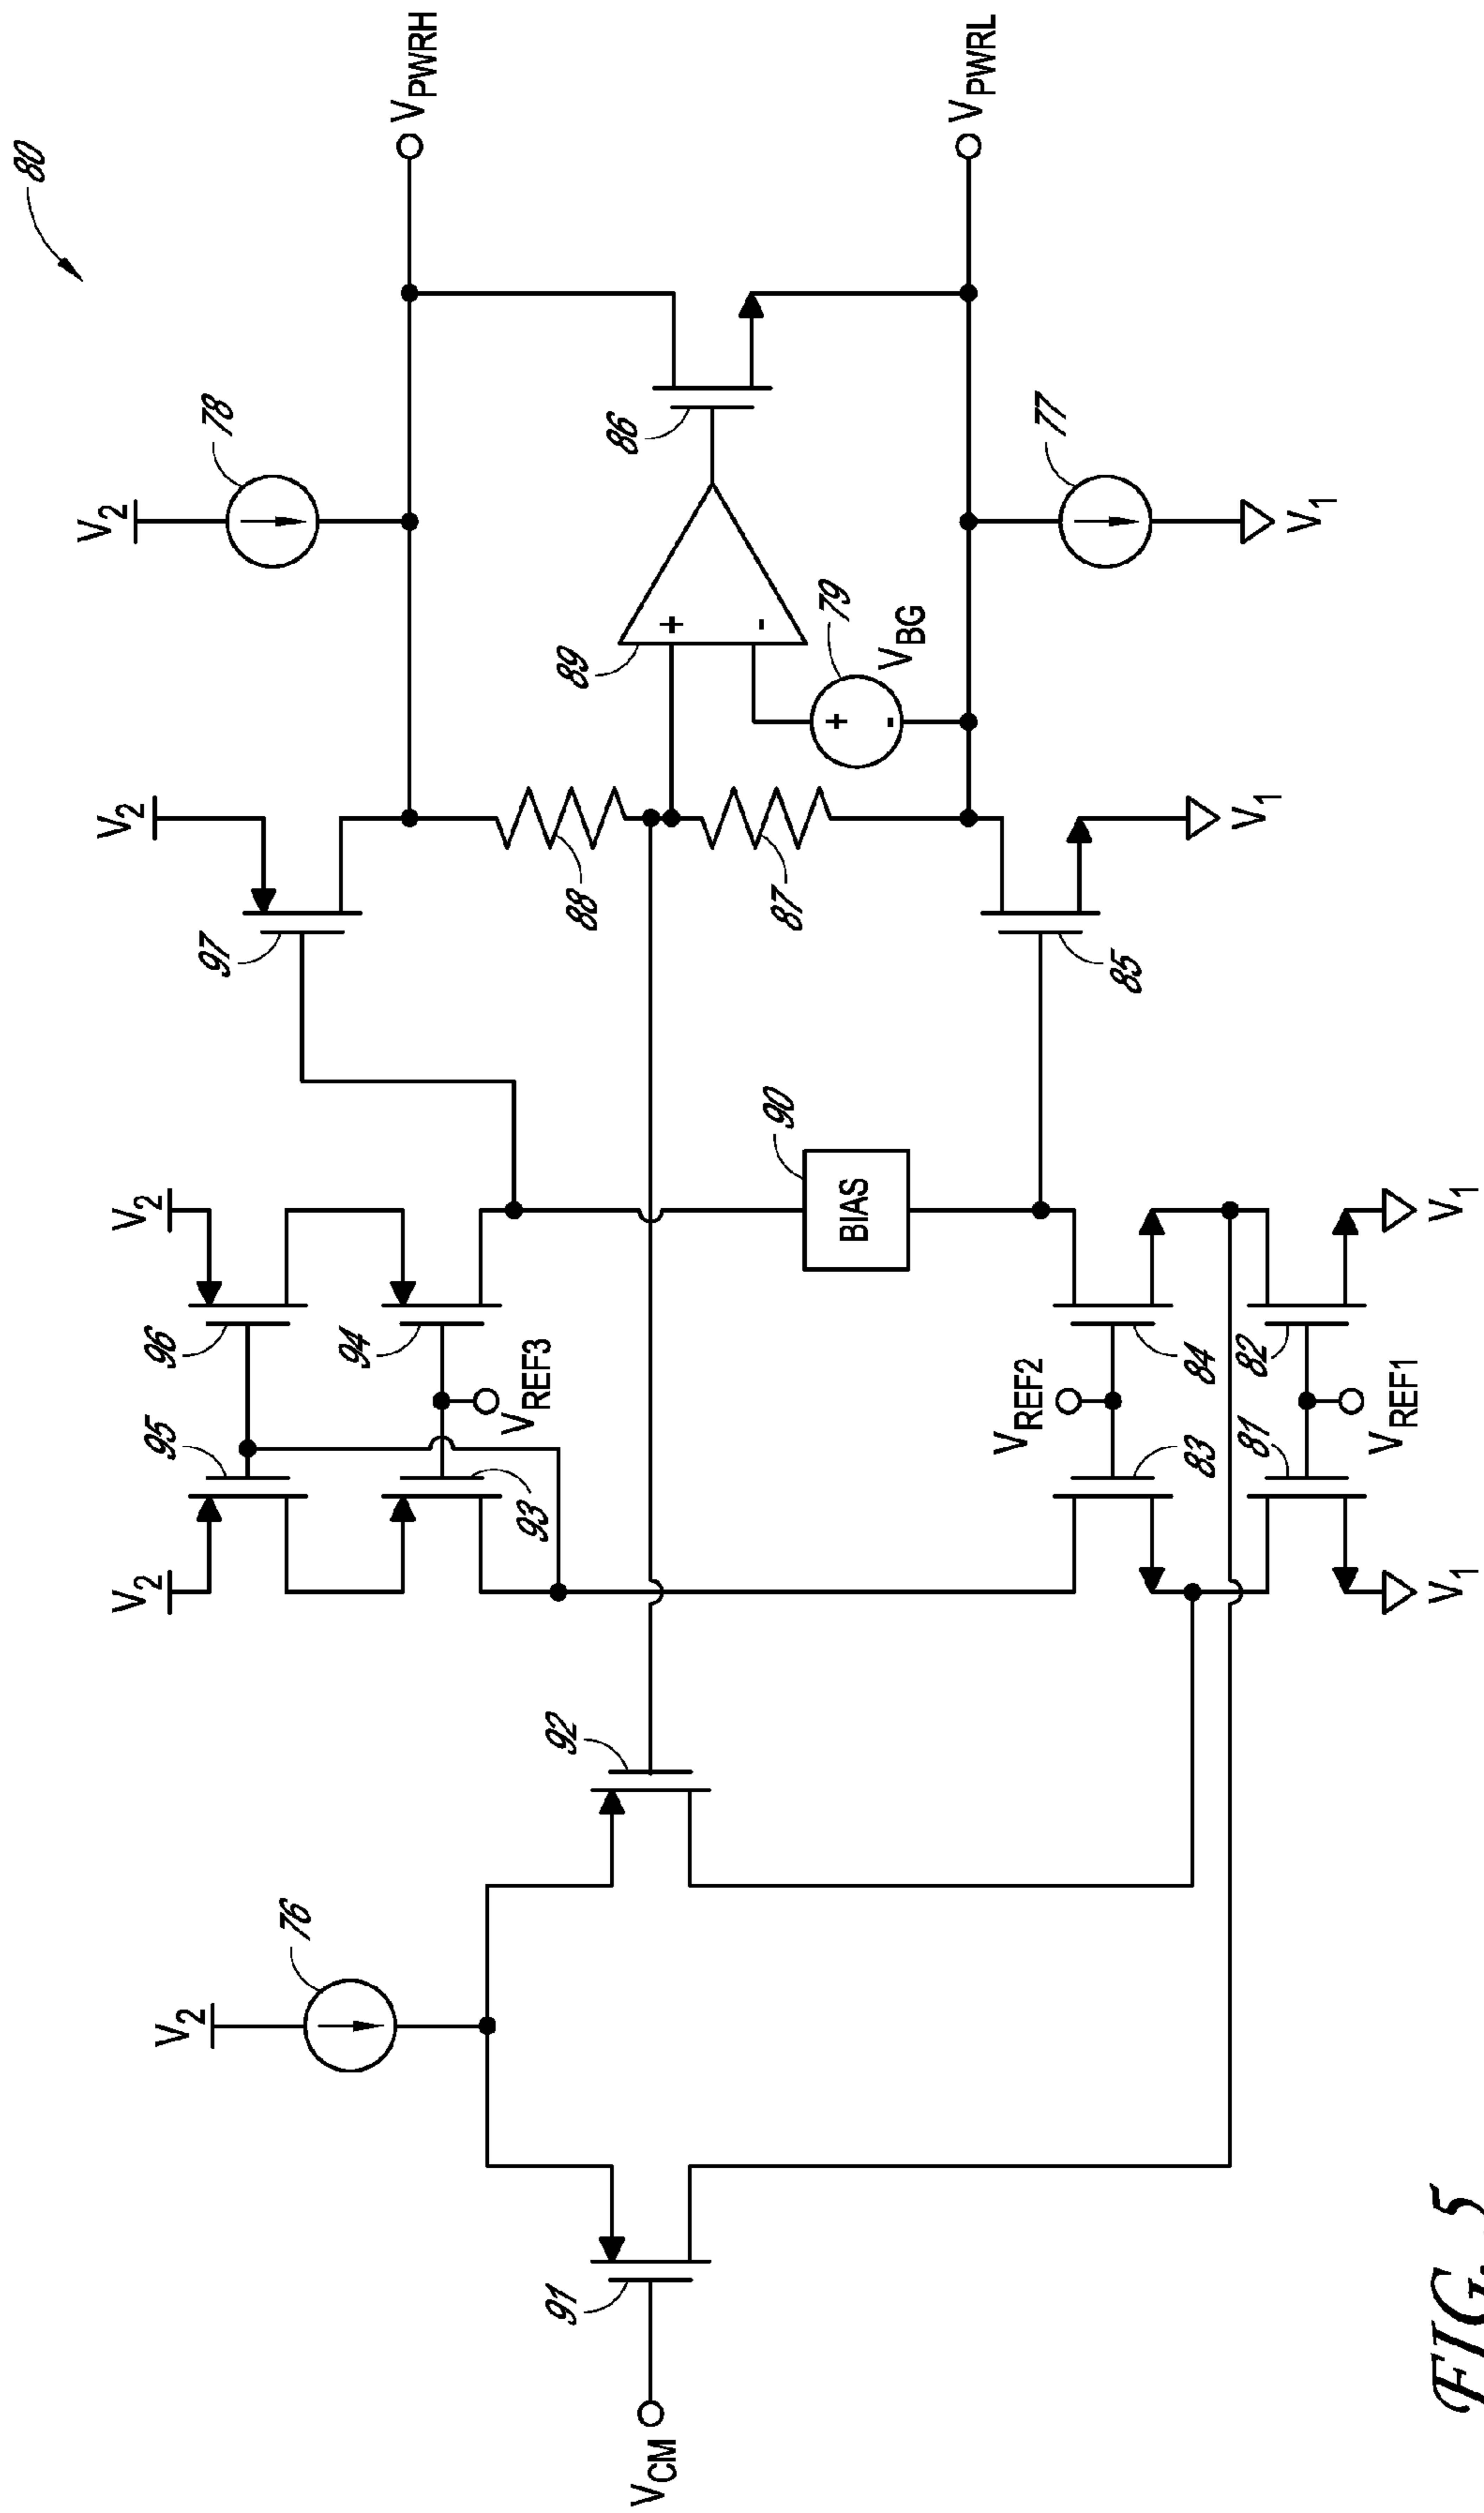 80
V2
78
VPWRH
V2
97
V2
96
V2
95
V2
76
94
VREF3
93
88
86
89
+
-
79
+
-
VBG
87
VPWRL
77
V1
85
V1
90
BIAS
92
91
VCM
VREF2
84
83
82
81
VREF1
V1
V1
FIG. 5